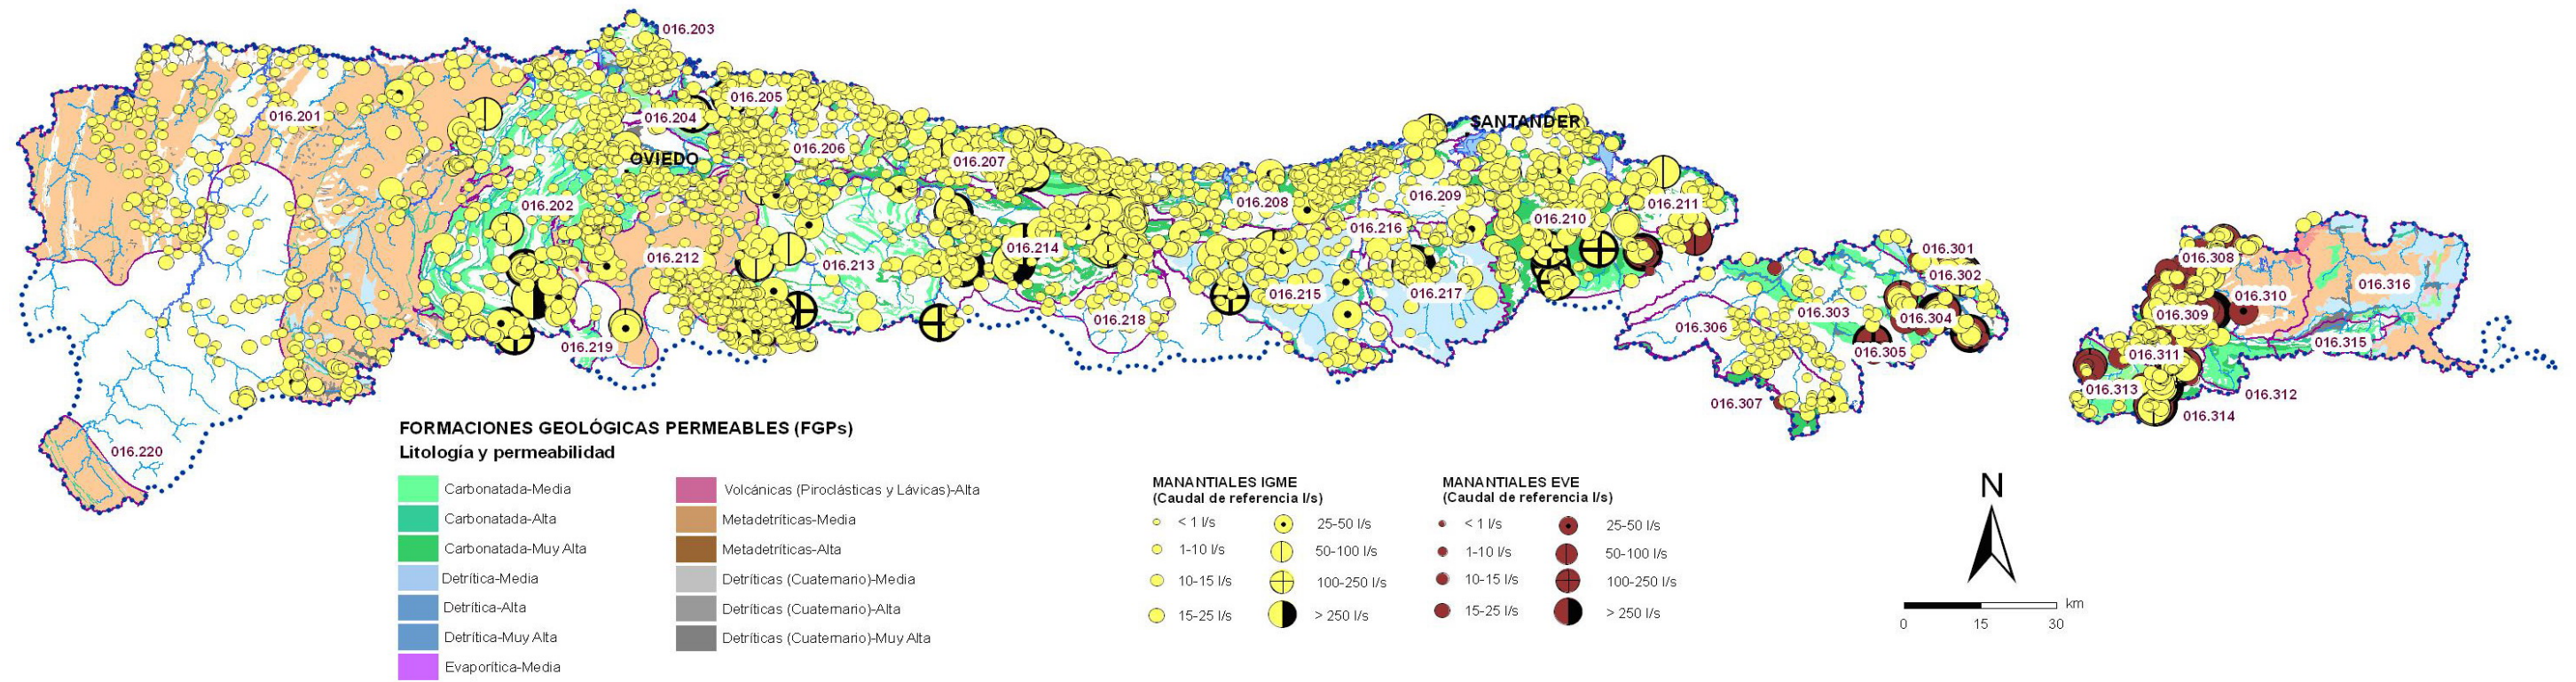 016.203
016.205
016.201
016.204
SANTANDER
016.206
OVIEDO
016.207
016.202
016.208
016.209
016.211
016.210
016.216
016.212
016.213
016.214
016.215
016.217
016.218
016.219
016.220
016.301
016.302
016.303
016.304
016.305
016.306
016.307
016.308
016.310
016.316
016.309
016.315
016.311
016.313
016.312
016.314
FORMACIONES GEOLÓGICAS PERMEABLES (FGPs)
Litología y permeabilidad
Carbonatada-Media
Carbonatada-Alta
Carbonatada-Muy Alta
Detrítica-Media
Detrítica-Alta
Detrítica-Muy Alta
Evaporítica-Media
Volcánicas (Piroclásticas y Lávicas)-Alta
Metadetríticas-Media
Metadetríticas-Alta
Detríticas (Cuaternario)-Media
Detríticas (Cuaternario)-Alta
Detríticas (Cuaternario)-Muy Alta
MANANTIALES IGME
(Caudal de referencia l/s)
< 1 l/s
1-10 l/s
10-15 l/s
15-25 l/s
25-50 l/s
50-100 l/s
100-250 l/s
> 250 l/s
MANANTIALES EVE
(Caudal de referencia l/s)
< 1 l/s
1-10 l/s
10-15 l/s
15-25 l/s
25-50 l/s
50-100 l/s
100-250 l/s
> 250 l/s
N
km
0 15 30